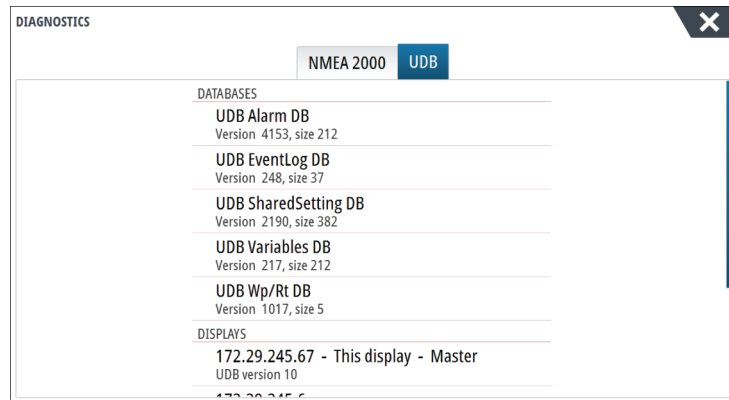 DIAGNOSTICS
NMEA 2000
UDB
DATABASES
UDB Alarm DB
Version 4153, size 212
UDB EventLog DB
Version 248, size 37
UDB SharedSetting DB
Version 2190, size 382
UDB Variables DB
Version 217, size 212
UDB Wp/Rt DB
Version 1017, size 5
DISPLAYS
172.29.245.67 - This display - Master
UDB version 10